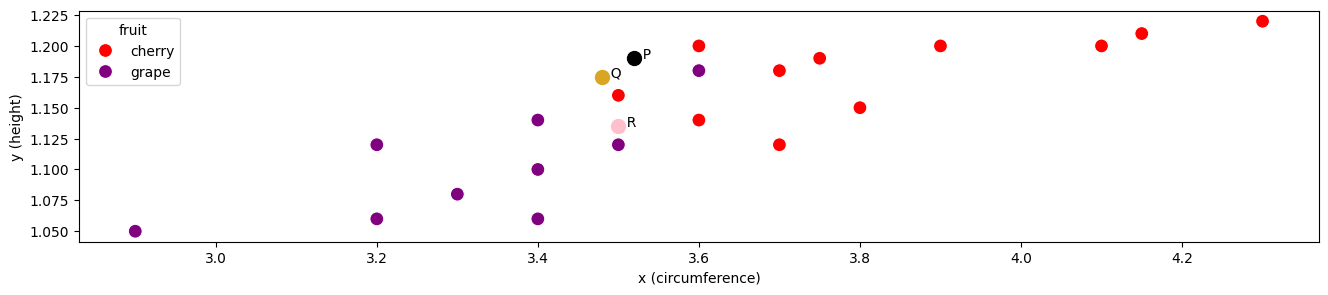 fruit
cherry
grape
P
Q
R
y (height)
1.225
1.200
1.175
1.150
1.125
1.100
1.075
1.050
3.0 3.2 3.4 3.6 3.8 4.0 4.2
x (circumference)